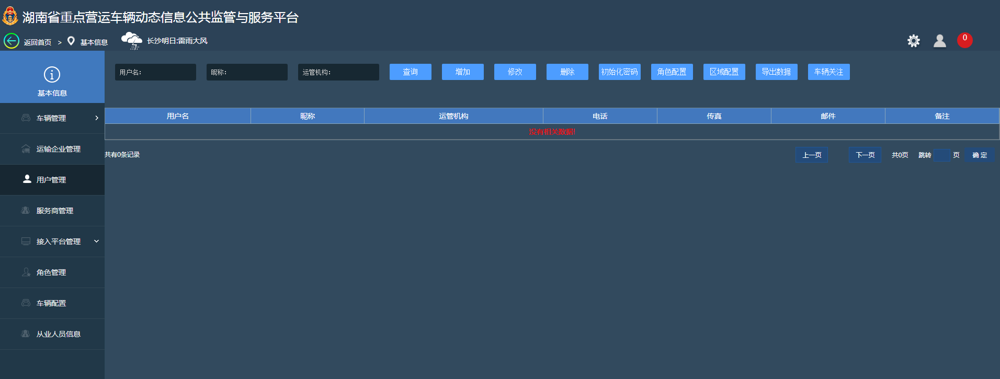 湖南省重点营运车辆动态信息公共监管与服务平台
返回首页 > 基本信息 长沙明日:雷雨大风 0
基本信息
车辆管理
运输企业管理
用户管理
服务商管理
接入平台管理
角色管理
车辆配置
从业人员信息
用户名: 昵称: 运管机构: 查询 增加 修改 删除 初始化密码 角色配置 区域配置 导出数据 车辆关注
用户名 昵称 运管机构 电话 传真 邮件 备注
没有相关数据!
共有0条记录 上一页 下一页 共0页 跳转 页 确 定